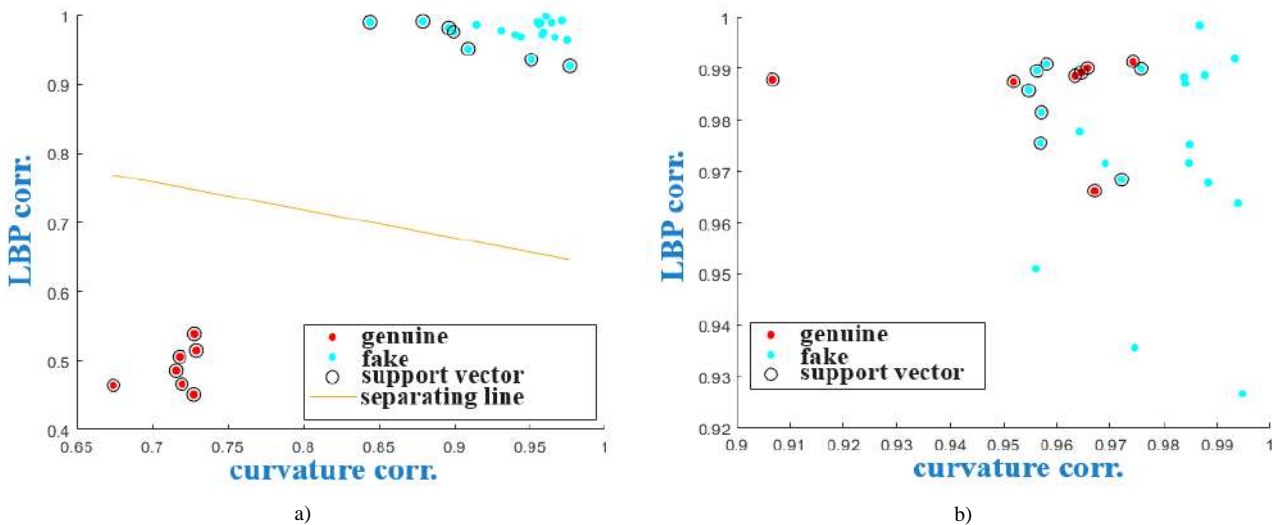 1
0.9
0.8
0.7
0.6
0.5
0.4
LBP corr.
0.65 0.7 0.75 0.8 0.85 0.9 0.95 1
curvature corr.
genuine
fake
support vector
separating line
a)
1
0.99
0.98
0.97
0.96
0.95
0.94
0.93
0.92
LBP corr.
0.9 0.91 0.92 0.93 0.94 0.95 0.96 0.97 0.98 0.99 1
curvature corr.
genuine
fake
support vector
b)